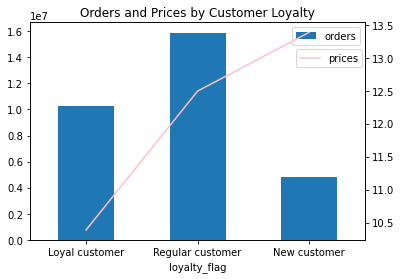 Orders and Prices by Customer Loyalty
1e7
1.6
1.4
1.2
1.0
0.8
0.6
0.4
0.2
0.0
13.5
13.0
12.5
12.0
11.5
11.0
10.5
orders
prices
Loyal customer Regular customer New customer
loyalty_flag